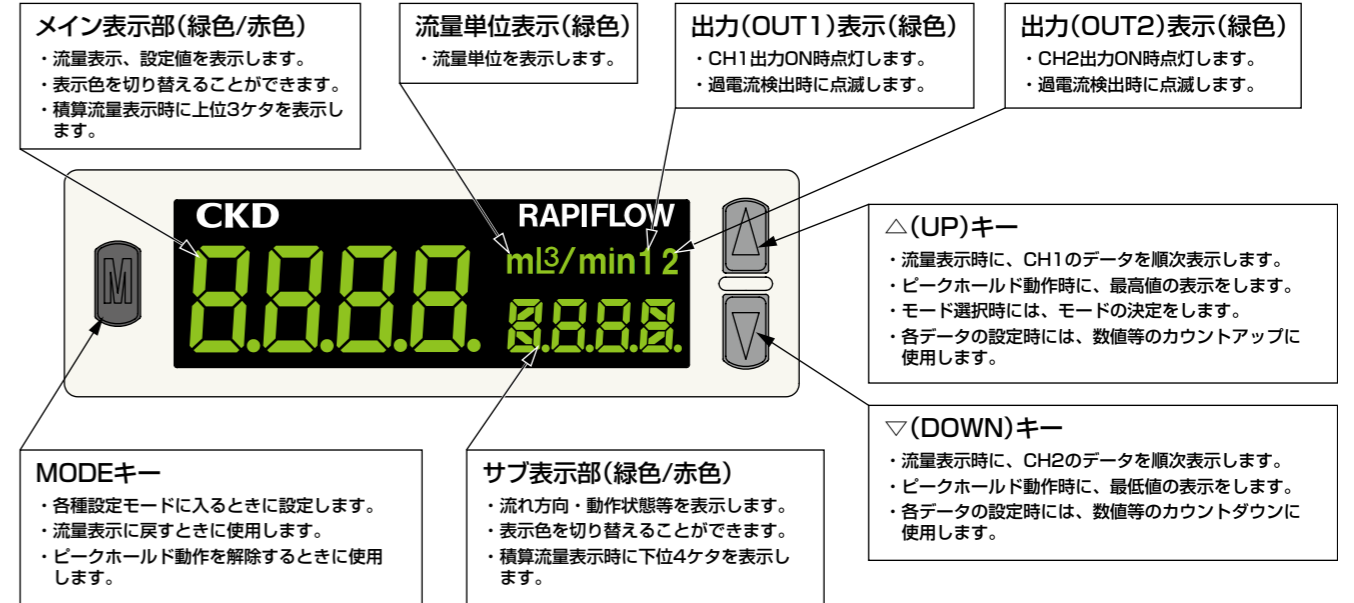 メイン表示部(緑色/赤色)
・流量表示、設定値を表示します。
・表示色を切り替えることができます。
・積算流量表示時に上位3ケタを表示し
ます。
流量単位表示(緑色)
・流量単位を表示します。
出力(OUT1)表示(緑色)
・CH1出力ON時点灯します。
・過電流検出時に点滅します。
出力(OUT2)表示(緑色)
・CH2出力ON時点灯します。
・過電流検出時に点滅します。
CKD
RAPIFLOW
M
8.8.8.8.
mL3/min12
8.8.8.8.
△(UP)キー
・流量表示時に、CH1のデータを順次表示します。
・ピークホールド動作時に、最高値の表示をします。
・モード選択時には、モードの決定をします。
・各データの設定時には、数値等のカウントアップに
使用します。
▽(DOWN)キー
・流量表示時に、CH2のデータを順次表示します。
・ピークホールド動作時に、最低値の表示をします。
・各データの設定時には、数値等のカウントダウンに
使用します。
MODEキー
・各種設定モードに入るときに設定します。
・流量表示に戻すときに使用します。
・ピークホールド動作を解除するときに使用
します。
サブ表示部(緑色/赤色)
・流れ方向・動作状態等を表示します。
・表示色を切り替えることができます。
・積算流量表示時に下位4ケタを表示し
ます。